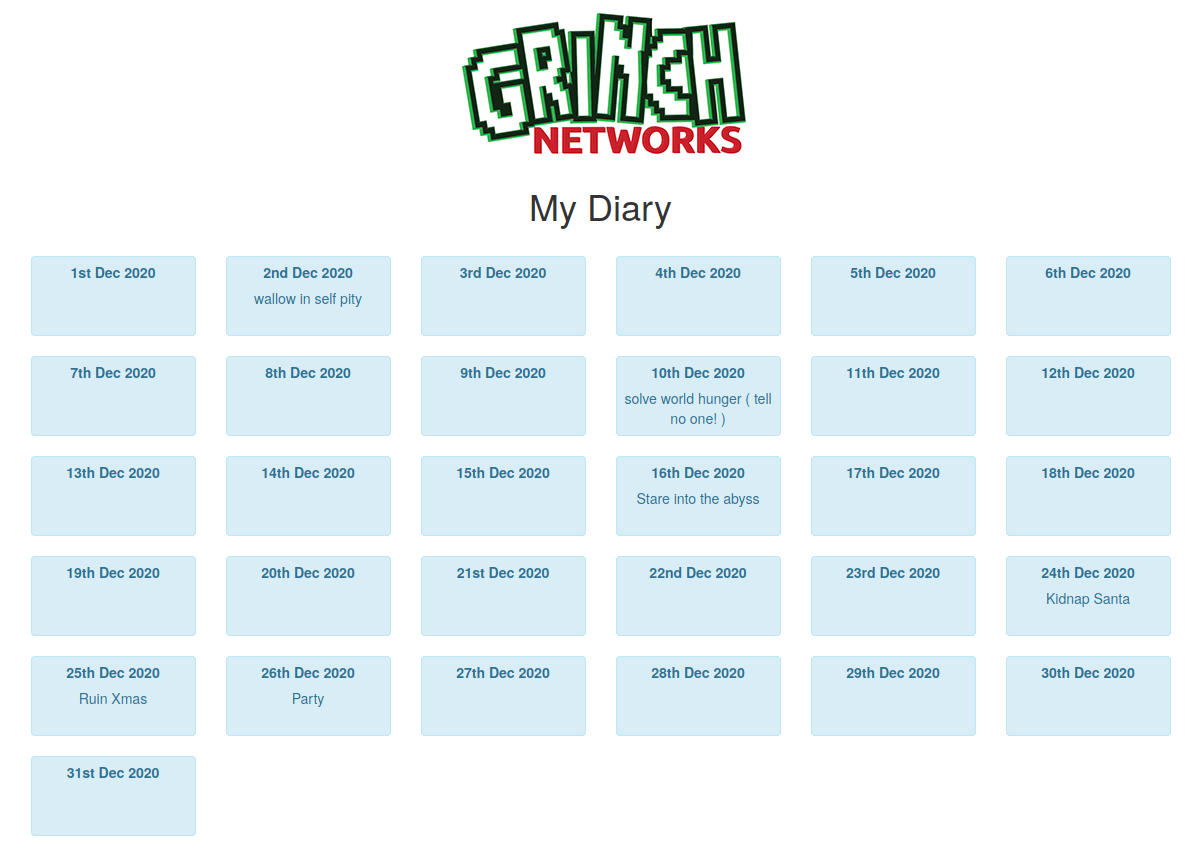 GRINCH
NETWORKS
My Diary
1st Dec 2020
2nd Dec 2020
wallow in self pity
3rd Dec 2020
4th Dec 2020
5th Dec 2020
6th Dec 2020
7th Dec 2020
8th Dec 2020
9th Dec 2020
10th Dec 2020
solve world hunger ( tell
no one! )
11th Dec 2020
12th Dec 2020
13th Dec 2020
14th Dec 2020
15th Dec 2020
16th Dec 2020
Stare into the abyss
17th Dec 2020
18th Dec 2020
19th Dec 2020
20th Dec 2020
21st Dec 2020
22nd Dec 2020
23rd Dec 2020
24th Dec 2020
Kidnap Santa
25th Dec 2020
Ruin Xmas
26th Dec 2020
Party
27th Dec 2020
28th Dec 2020
29th Dec 2020
30th Dec 2020
31st Dec 2020